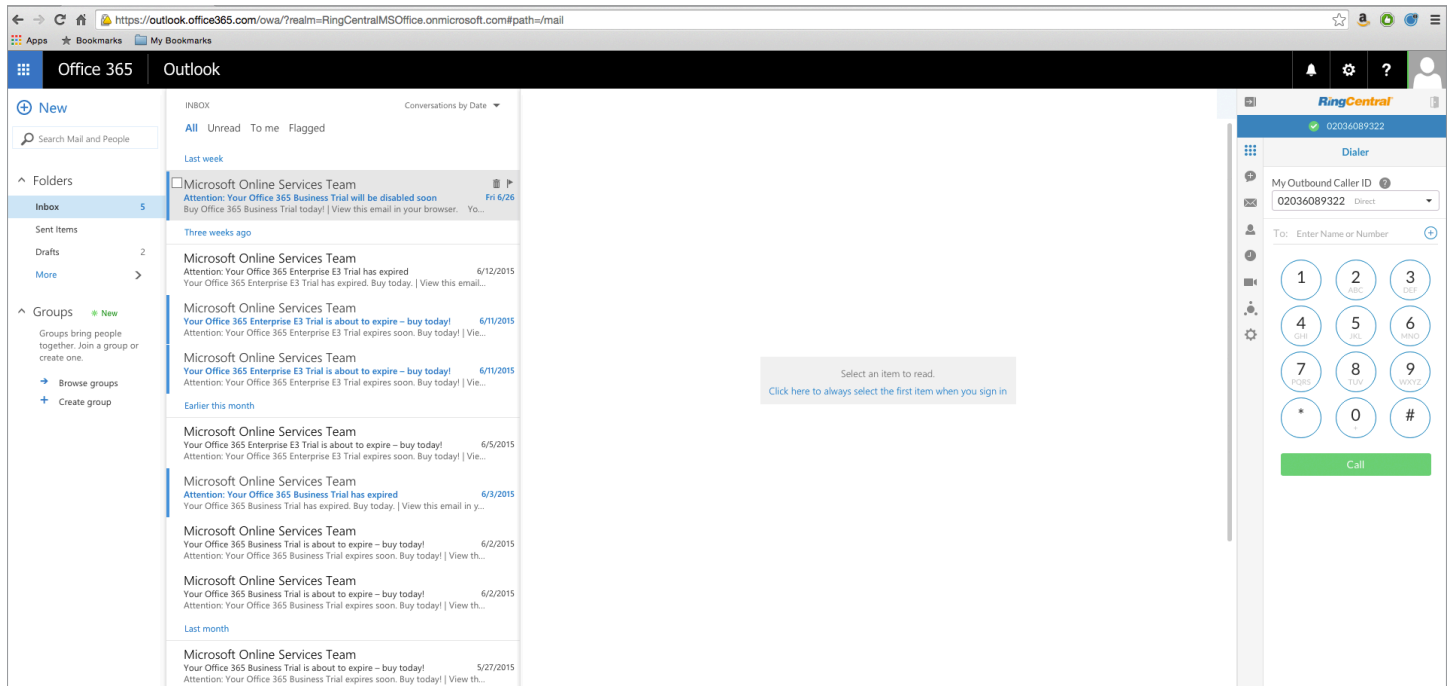 https://outlook.office365.com/owa/?realm=RingCentralMSOffice.onmicrosoft.com#path=/mail
Apps Bookmarks My Bookmarks
Office 365 Outlook ?
New
Search Mail and People
Folders
Inbox 5
Sent Items
Drafts 2
More
Groups New
Groups bring people
together. Join a group or
create one.
Browse groups
Create group
INBOX Conversations by Date
All Unread To me Flagged
Last week
Microsoft Online Services Team
Attention: Your Office 365 Business Trial will be disabled soon Fri 6/26
Buy Office 365 Business Trial today! | View this email in your browser. Yo...
Three weeks ago
Microsoft Online Services Team
Attention: Your Office 365 Enterprise E3 Trial has expired 6/12/2015
Your Office 365 Enterprise E3 Trial has expired. Buy today. | View this email...
Microsoft Online Services Team
Your Office 365 Enterprise E3 Trial is about to expire – buy today! 6/11/2015
Attention: Your Office 365 Enterprise E3 Trial expires soon. Buy today! | Vie...
Microsoft Online Services Team
Your Office 365 Enterprise E3 Trial is about to expire – buy today! 6/11/2015
Attention: Your Office 365 Enterprise E3 Trial expires soon. Buy today! | Vie...
Earlier this month
Microsoft Online Services Team
Your Office 365 Enterprise E3 Trial is about to expire – buy today! 6/5/2015
Attention: Your Office 365 Enterprise E3 Trial expires soon. Buy today! | Vie...
Microsoft Online Services Team
Attention: Your Office 365 Business Trial has expired 6/3/2015
Your Office 365 Business Trial has expired. Buy today. | View this email in y...
Microsoft Online Services Team
Your Office 365 Business Trial is about to expire – buy today! 6/2/2015
Attention: Your Office 365 Business Trial expires soon. Buy today! | View th...
Microsoft Online Services Team
Your Office 365 Business Trial is about to expire – buy today! 6/2/2015
Attention: Your Office 365 Business Trial expires soon. Buy today! | View th...
Last month
Microsoft Online Services Team
Your Office 365 Business Trial is about to expire – buy today! 5/27/2015
Attention: Your Office 365 Business Trial expires soon. Buy today! | View th...
Select an item to read.
Click here to always select the first item when you sign in
RingCentral
02036089322
Dialer
My Outbound Caller ID ?
02036089322 Direct
To: Enter Name or Number
1 2 3
ABC DEF
4 5 6
GHI JKL MNO
7 8 9
PQRS TUV WXYZ
* 0 #
+
Call